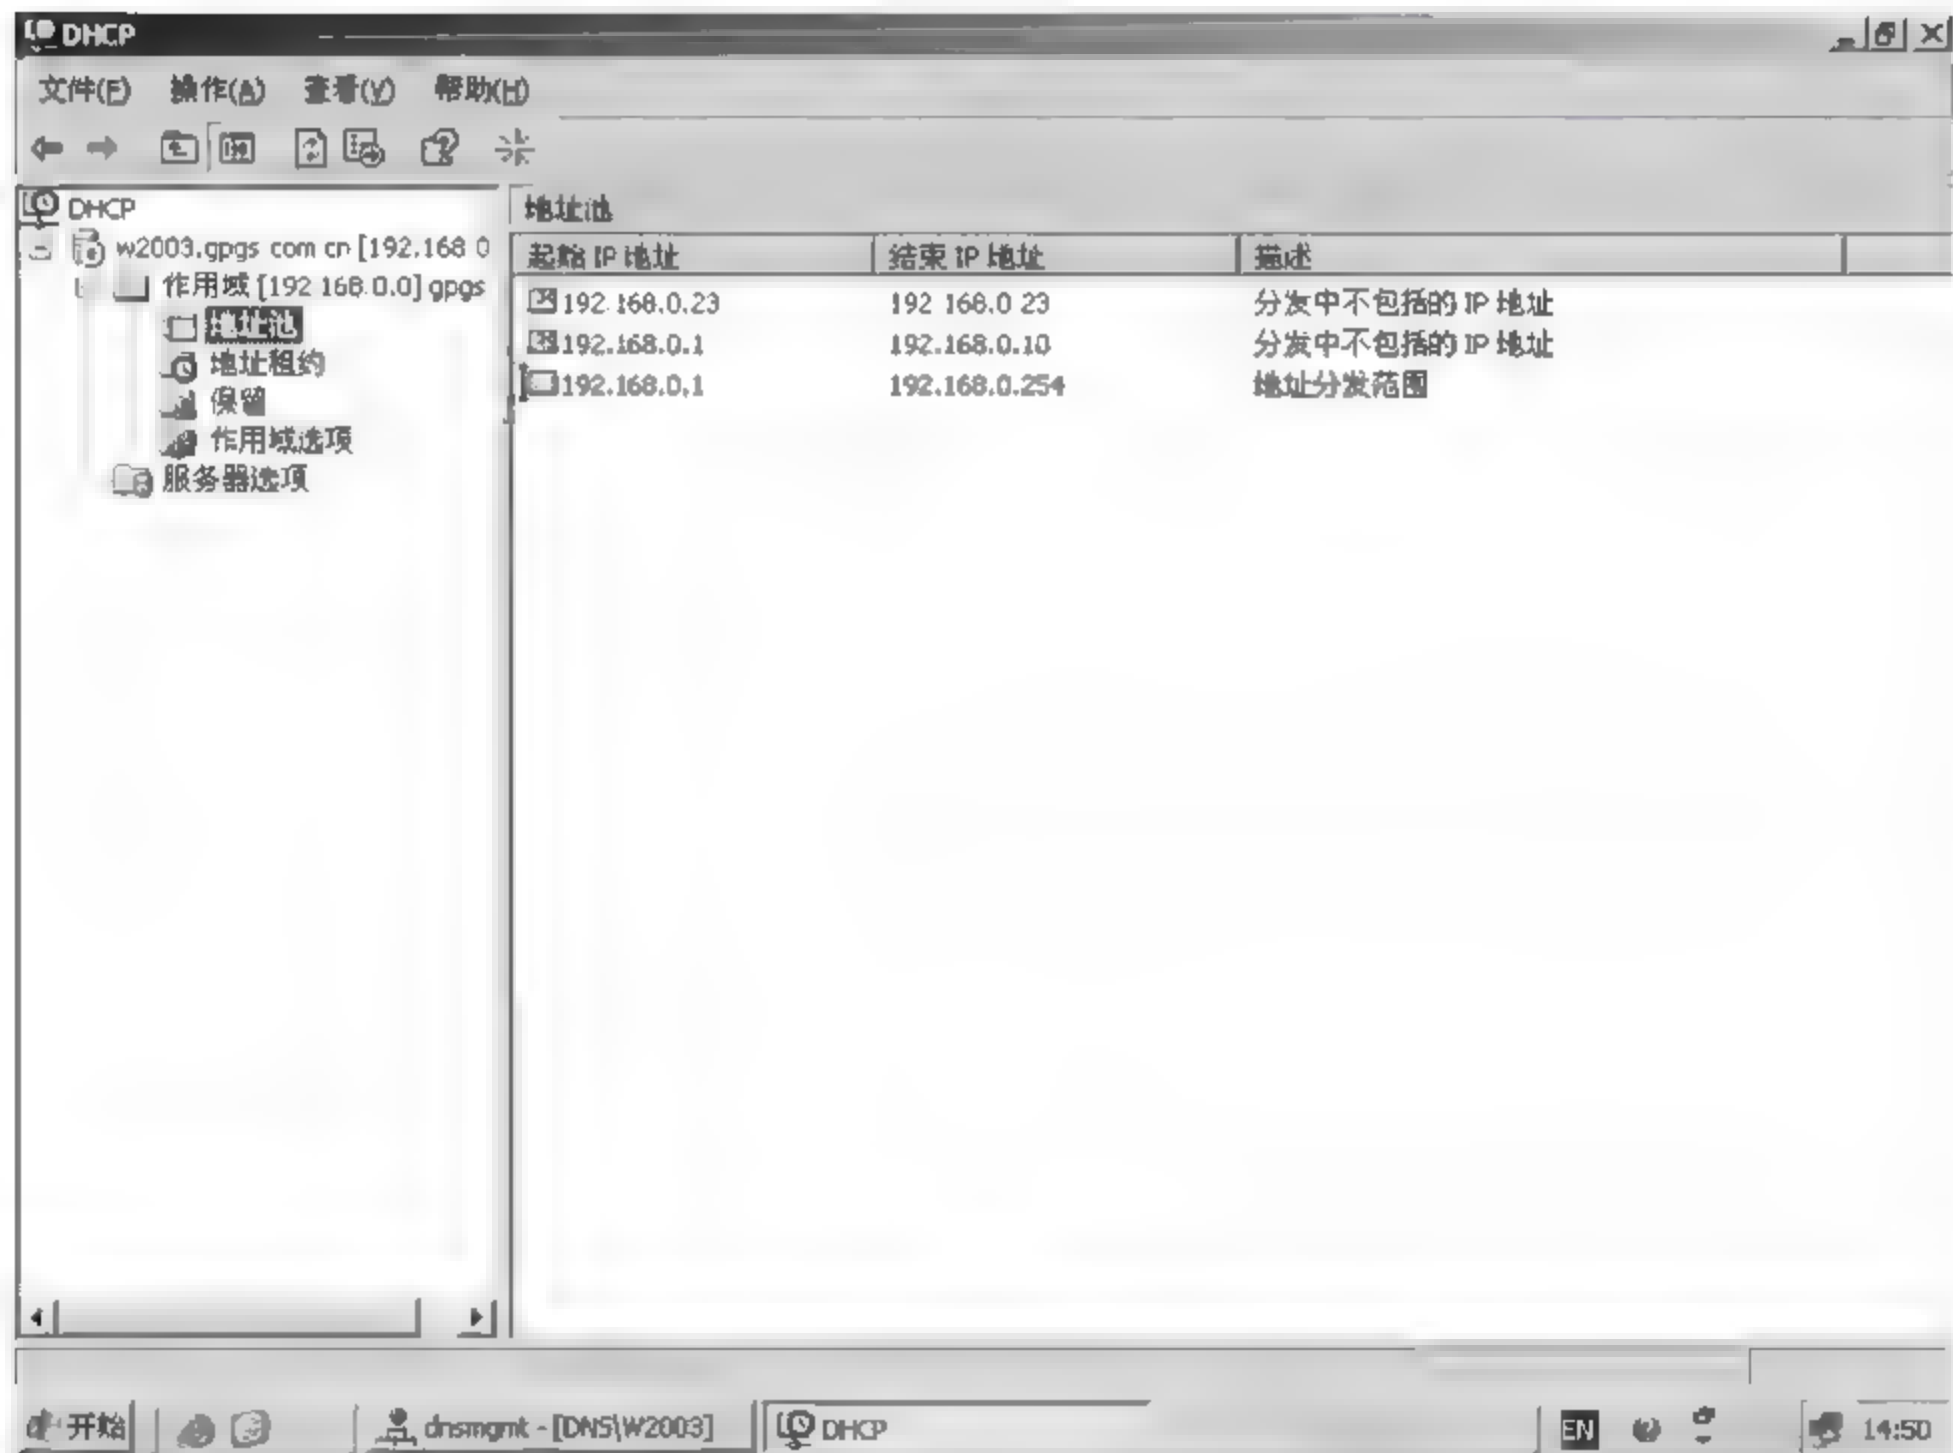 DHCP
文件(F) 操作(A) 查看(V) 帮助(H)
DHCP
w2003.gpgs com cn [192.168 0
作用域 [192 168.0.0] gpgs
地址池
地址租约
保留
作用域选项
服务器选项
地址池
起始 IP 地址 结束 IP 地址 描述
192.168.0.23 192 168.0 23 分发中不包括的 IP 地址
192.168.0.1 192.168.0.10 分发中不包括的 IP 地址
192.168.0.1 192.168.0.254 地址分发范围
开始 dnsmgmt - [DNS\W2003] DHCP EN 14:50